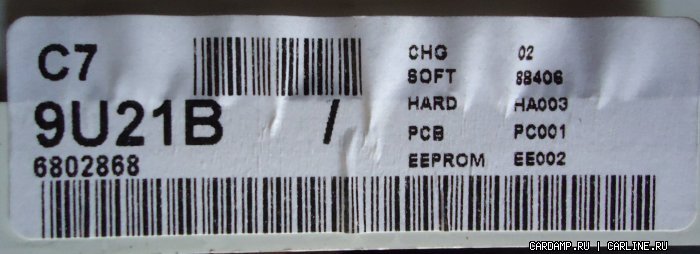 C7
9U21B /
6802868
CHG 02
SOFT 88406
HARD HA003
PCB PC001
EEPROM EE002
CARDAMP.RU | CARLINE.RU